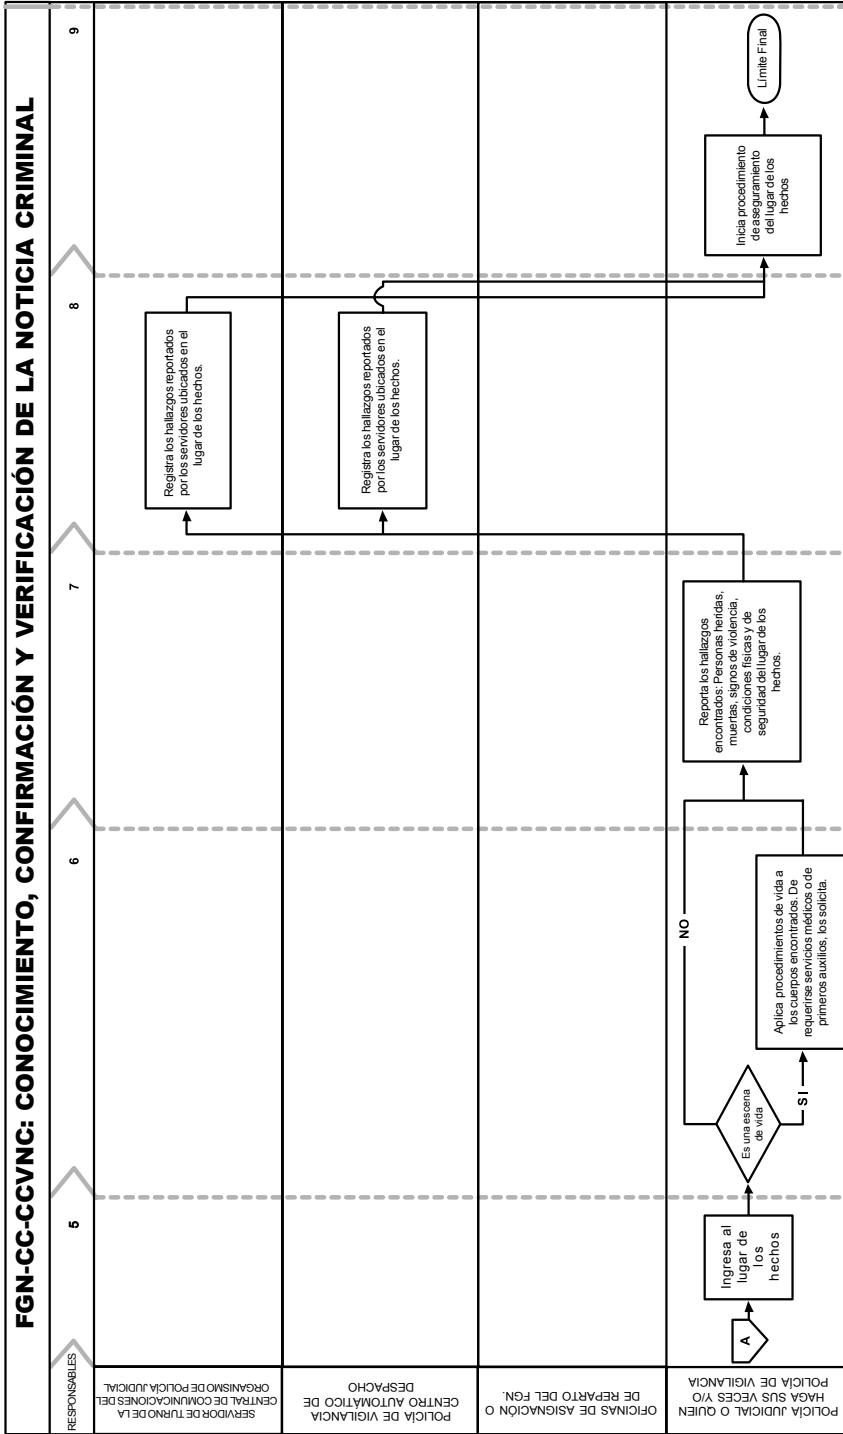 FGN-CC-CCVNC: CONOCIMIENTO, CONFIRMACIÓN Y VERIFICACIÓN DE LA NOTICIA CRIMINAL
RESPONSABLES
5
6
7
8
9
SERVIDOR DE TURNO DE LA
CENTRAL DE COMUNICACIONES DEL
ORGANISMO DE POLICÍA JUDICIAL
Registra los hallazgos reportados
por los servidores ubicados en el
lugar de los hechos.
POLICÍA DE VIGILANCIA
CENTRO AUTOMÁTICO DE
DESPACHO
Registra los hallazgos reportados
por los servidores ubicados en el
lugar de los hechos.
OFICINAS DE ASIGNACIÓN O
DE REPARTO DEL FGN.
POLICÍA JUDICIAL O QUIEN
HAGA SUS VECES Y/O
POLICÍA DE VIGILANCIA
A
Ingresa al
lugar de
los
hechos
Es una escena
de vida
NO
SI
Aplica procedimientos de vida a
los cuerpos encontrados. De
requerirse servicios médicos o de
primeros auxilios, los solicita.
Reporta los hallazgos
encontrados: Personas heridas,
muertas, signos de violencia,
condiciones físicas y de
seguridad del lugar de los
hechos.
Inicia procedimiento
de aseguramiento
del lugar de los
hechos
Límite Final